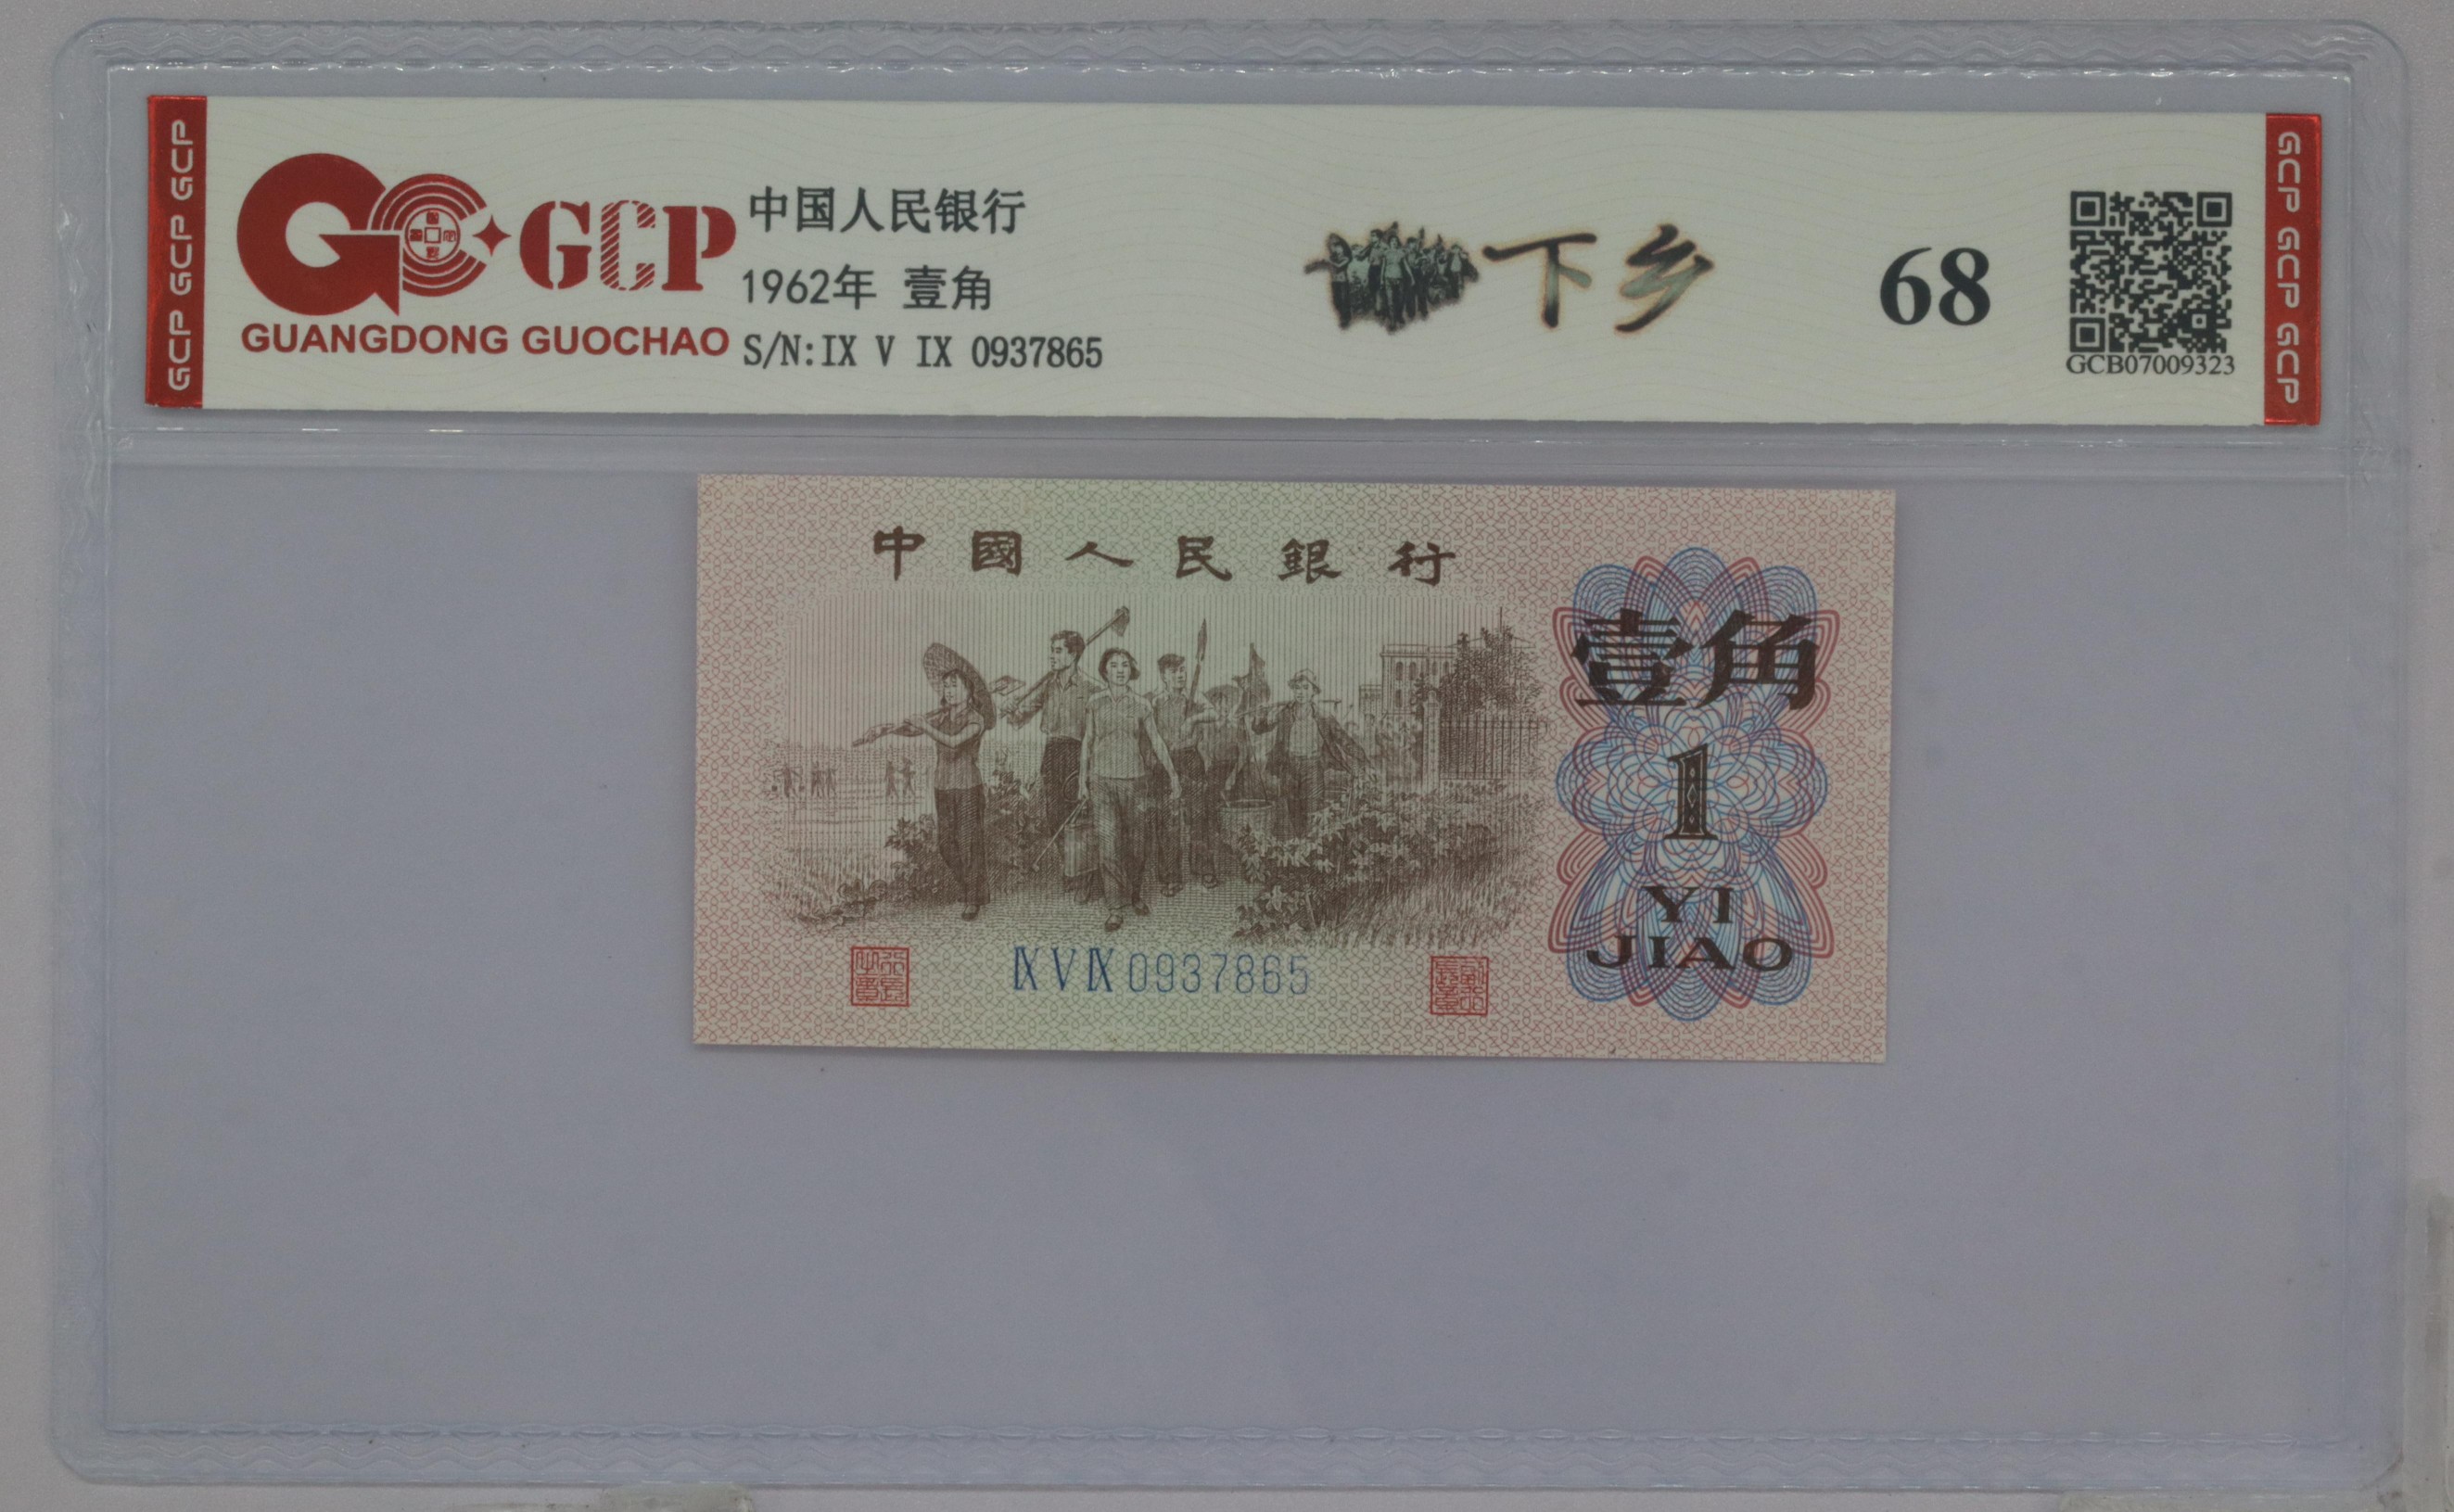 GCP GCP GCP
GCP
GUANGDONG GUOCHAO
中国人民银行
1962年 壹角
S/N:IX V IX 0937865
下乡
68
GCB07009323
GCP GCP GCP
中國人民銀行
壹角
1
YI
JIAO
IX V IX 0937865